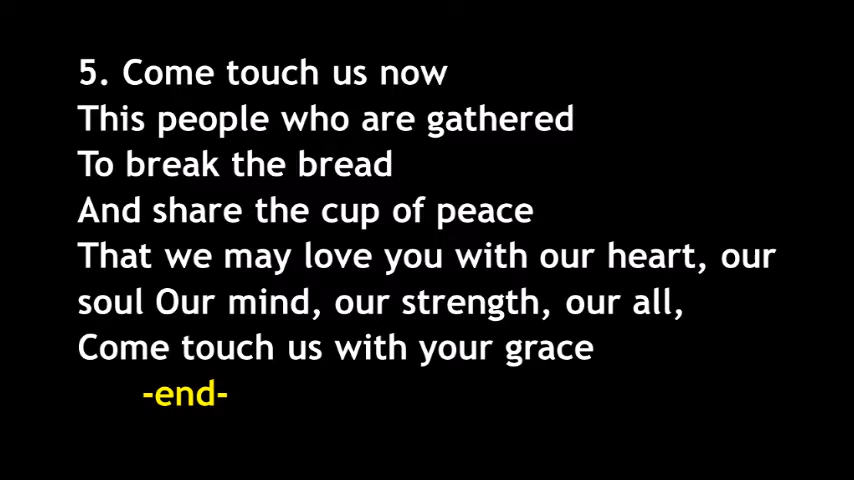 5. Come touch us now
This people who are gathered
To break the bread
And share the cup of peace
That we may love you with our heart, our
soul Our mind, our strength, our all,
Come touch us with your grace
-end-